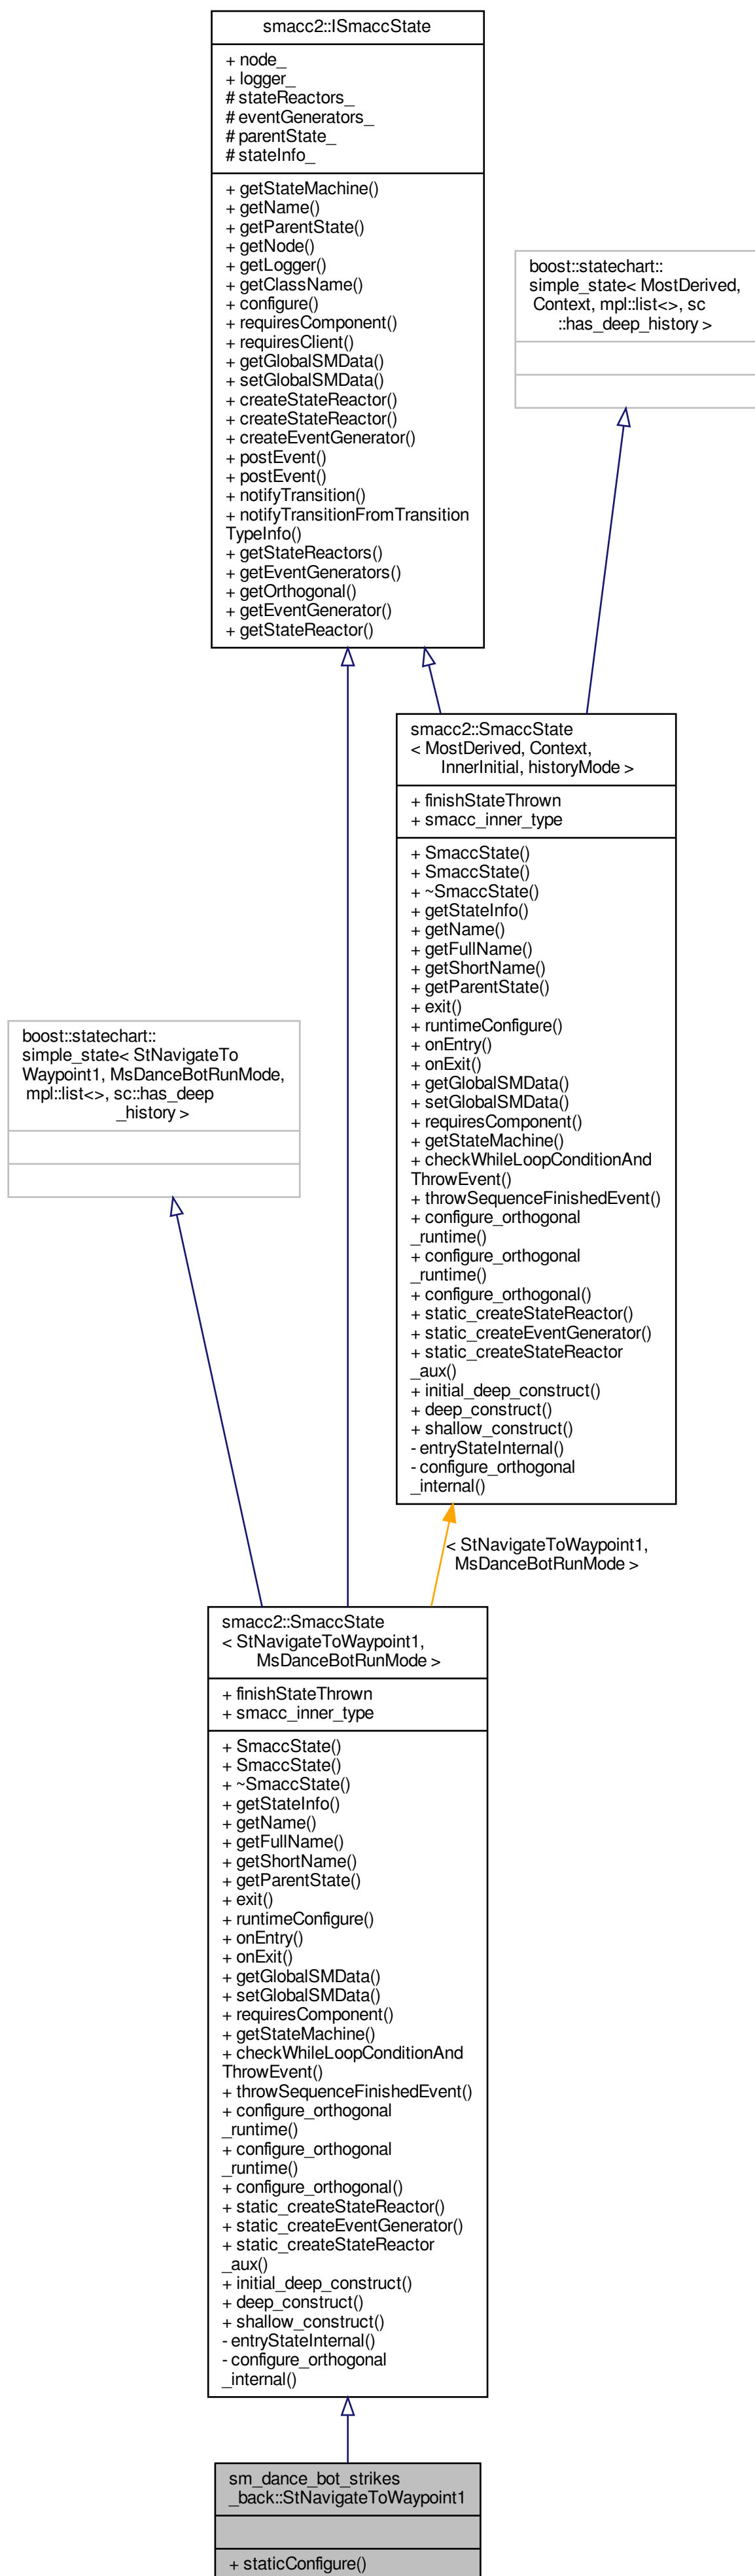 smacc2::ISmaccState
+ node_
+ logger_
# stateReactors_
# eventGenerators_
# parentState_
# stateInfo_
+ getStateMachine()
+ getName()
+ getParentState()
+ getNode()
+ getLogger()
+ getClassName()
+ configure()
+ requiresComponent()
+ requiresClient()
+ getGlobalSMData()
+ setGlobalSMData()
+ createStateReactor()
+ createStateReactor()
+ createEventGenerator()
+ postEvent()
+ postEvent()
+ notifyTransition()
+ notifyTransitionFromTransition
TypeInfo()
+ getStateReactors()
+ getEventGenerators()
+ getOrthogonal()
+ getEventGenerator()
+ getStateReactor()
boost::statechart::
simple_state< MostDerived,
Context, mpl::list<>, sc
::has_deep_history >
smacc2::SmaccState
< MostDerived, Context,
InnerInitial, historyMode >
+ finishStateThrown
+ smacc_inner_type
+ SmaccState()
+ SmaccState()
+ ~SmaccState()
+ getStateInfo()
+ getName()
+ getFullName()
+ getShortName()
+ getParentState()
+ exit()
+ runtimeConfigure()
+ onEntry()
+ onExit()
+ getGlobalSMData()
+ setGlobalSMData()
+ requiresComponent()
+ getStateMachine()
+ checkWhileLoopConditionAnd
ThrowEvent()
+ throwSequenceFinishedEvent()
+ configure_orthogonal
_runtime()
+ configure_orthogonal
_runtime()
+ configure_orthogonal()
+ static_createStateReactor()
+ static_createEventGenerator()
+ static_createStateReactor
_aux()
+ initial_deep_construct()
+ deep_construct()
+ shallow_construct()
- entryStateInternal()
- configure_orthogonal
_internal()
boost::statechart::
simple_state< StNavigateTo
Waypoint1, MsDanceBotRunMode,
mpl::list<>, sc::has_deep
_history >
< StNavigateToWaypoint1,
MsDanceBotRunMode >
smacc2::SmaccState
< StNavigateToWaypoint1,
MsDanceBotRunMode >
+ finishStateThrown
+ smacc_inner_type
+ SmaccState()
+ SmaccState()
+ ~SmaccState()
+ getStateInfo()
+ getName()
+ getFullName()
+ getShortName()
+ getParentState()
+ exit()
+ runtimeConfigure()
+ onEntry()
+ onExit()
+ getGlobalSMData()
+ setGlobalSMData()
+ requiresComponent()
+ getStateMachine()
+ checkWhileLoopConditionAnd
ThrowEvent()
+ throwSequenceFinishedEvent()
+ configure_orthogonal
_runtime()
+ configure_orthogonal
_runtime()
+ configure_orthogonal()
+ static_createStateReactor()
+ static_createEventGenerator()
+ static_createStateReactor
_aux()
+ initial_deep_construct()
+ deep_construct()
+ shallow_construct()
- entryStateInternal()
- configure_orthogonal
_internal()
sm_dance_bot_strikes
_back::StNavigateToWaypoint1
+ staticConfigure()